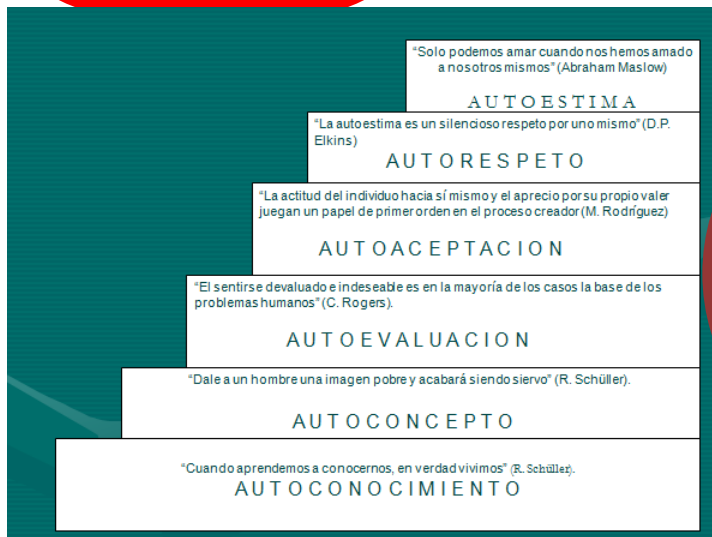 “Solo podemos amar cuando nos hemos amado
a nosotros mismos” (Abraham Maslow)
AUTOESTIMA
“La autoestima es un silencioso respeto por uno mismo” (D.P.
Elkins)
AUTORESPETO
“La actitud del individuo hacia sí mismo y el aprecio por su propio valer
juegan un papel de primer orden en el proceso creador (M. Rodríguez)
AUTOACEPTACION
“El sentirse devaluado e indeseable es en la mayoría de los casos la base de los
problemas humanos” (C. Rogers).
AUTOEVALUACION
“Dale a un hombre una imagen pobre y acabará siendo siervo” (R. Schüller).
AUTOCONCEPTO
“Cuando aprendemos a conocernos, en verdad vivimos” (R. Schüller).
AUTOCONOCIMIENTO